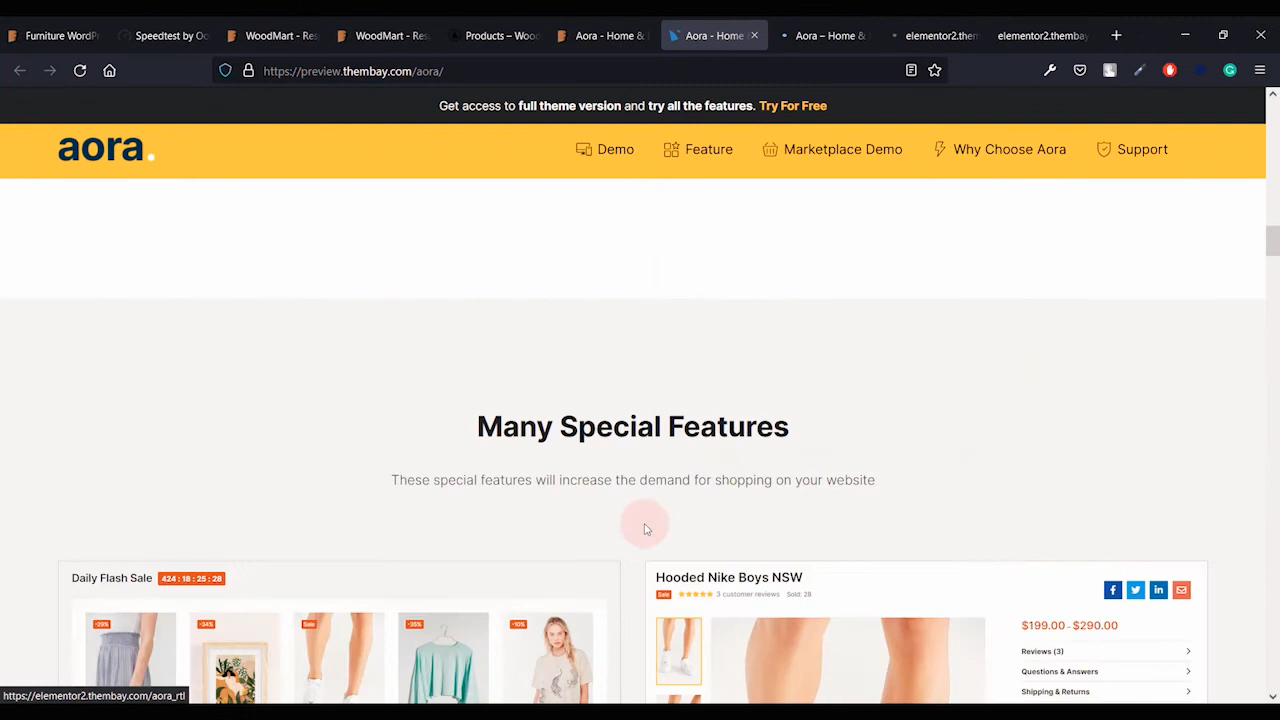 Furniture WordPr
Speedtest by Oo
WoodMart - Res
WoodMart - Res
Products – Woo
Aora - Home &
Aora - Home
Aora – Home &
elementor2.them
elementor2.themba
https://preview.thembay.com/aora/
Get access to full theme version and try all the features. Try For Free
aora.
Demo
Feature
Marketplace Demo
Why Choose Aora
Support
Many Special Features
These special features will increase the demand for shopping on your website
Daily Flash Sale 424 : 18 : 25 : 28
-29%
-34%
Sale
-35%
-10%
Hooded Nike Boys NSW
Sale 3 customer reviews Sold: 28
$199.00 - $290.00
Reviews (3)
Questions & Answers
Shipping & Returns
https://elementor2.thembay.com/aora_rtl